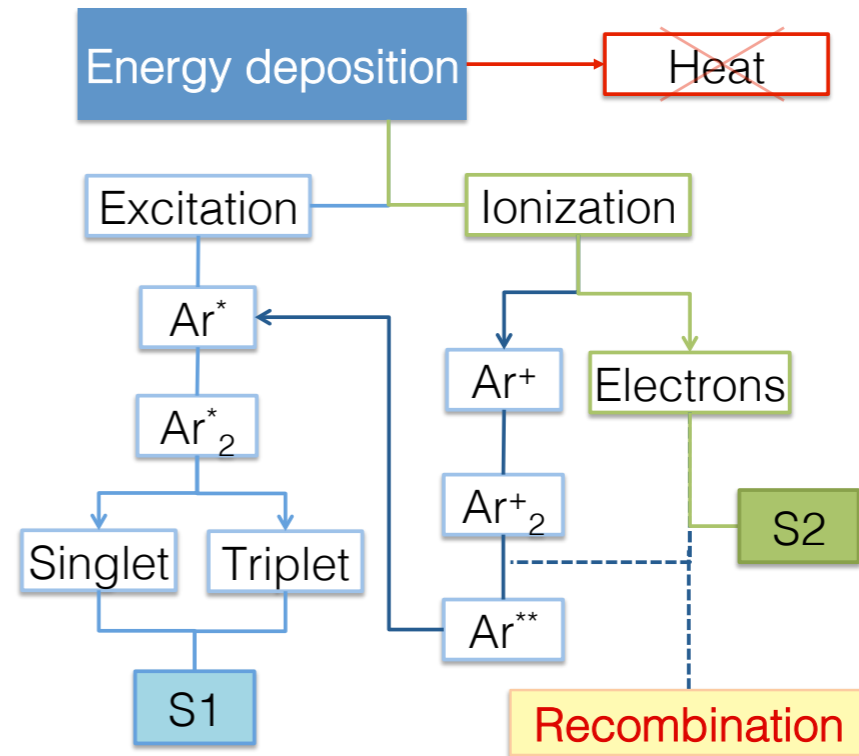 Energy deposition
Heat
Excitation
Ionization
Ar*
Ar+
Electrons
Ar*2
Ar+2
S2
Singlet
Triplet
Ar**
S1
Recombination